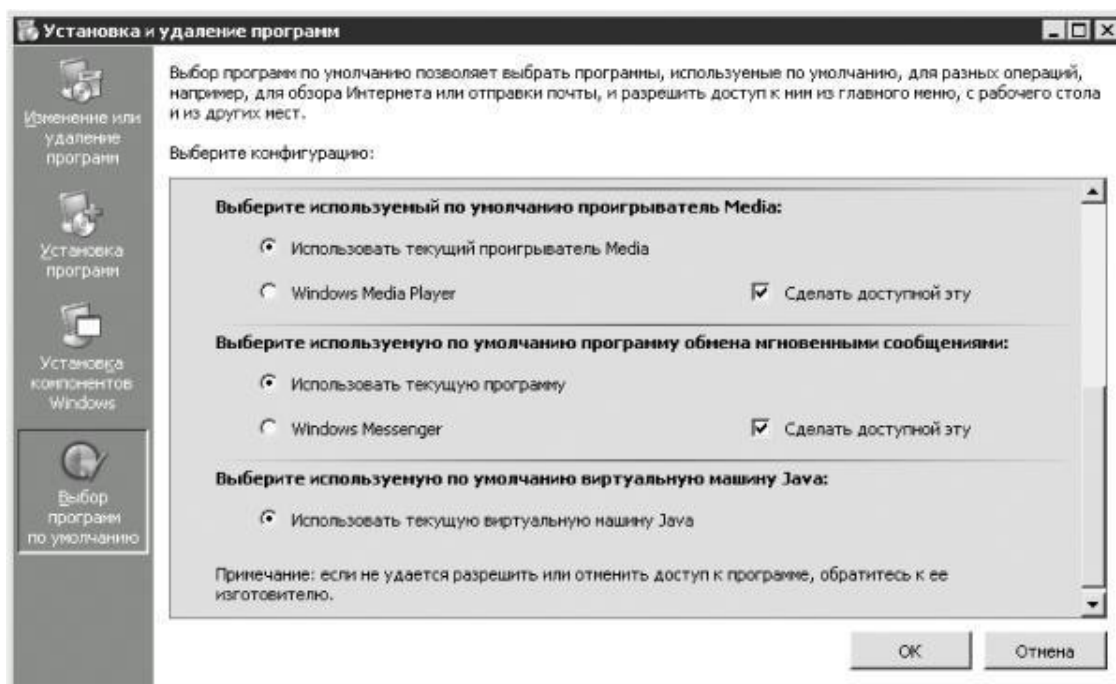 Установка и удаление программ
Изменение или
удаление
программ
Установка
программ
Установка
компонентов
Windows
Выбор
программ
по умолчанию
Выбор программ по умолчанию позволяет выбрать программы, используемые по умолчанию, для разных операций,
например, для обзора Интернета или отправки почты, и разрешить доступ к ним из главного меню, с рабочего стола
и из других мест.
Выберите конфигурацию:
Выберите используемый по умолчанию проигрыватель Media:
Использовать текущий проигрыватель Media
Windows Media Player Сделать доступной эту
Выберите используемую по умолчанию программу обмена мгновенными сообщениями:
Использовать текущую программу
Windows Messenger Сделать доступной эту
Выберите используемую по умолчанию виртуальную машину Java:
Использовать текущую виртуальную машину Java
Примечание: если не удается разрешить или отменить доступ к программе, обратитесь к ее
изготовителю.
OK Отмена